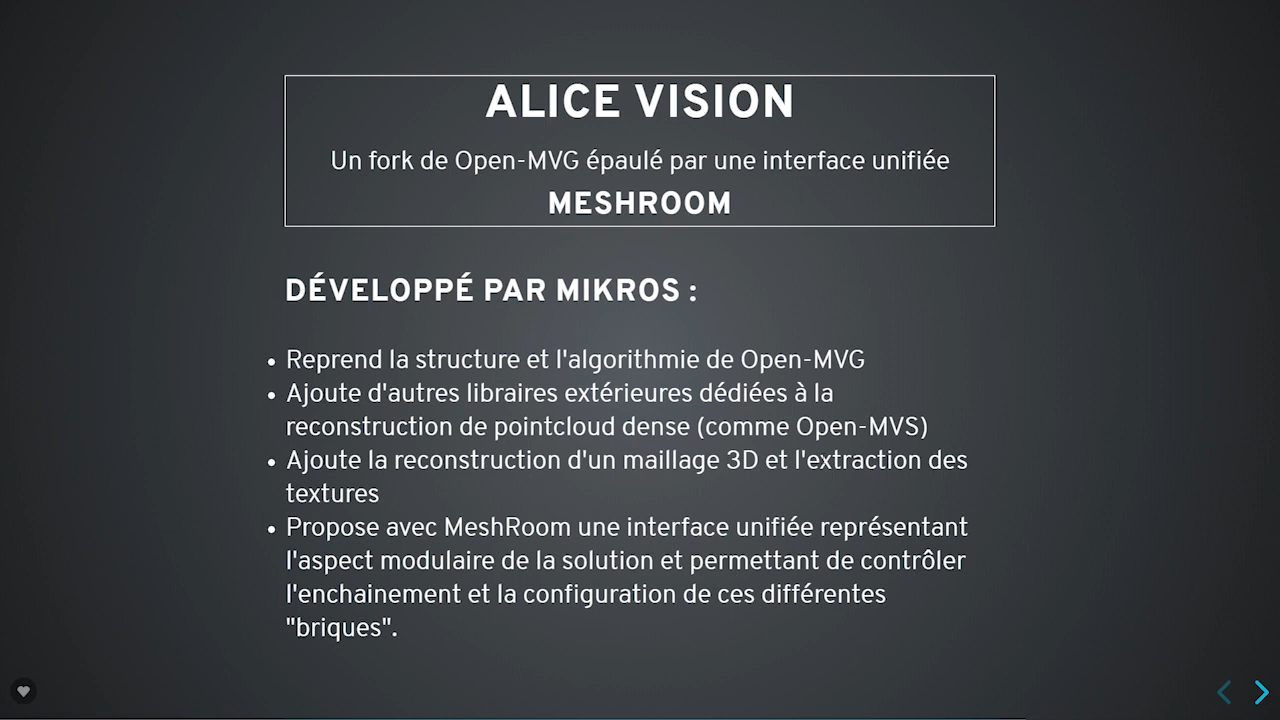 ALICE VISION
Un fork de Open-MVG épaulé par une interface unifiée
MESHROOM
DÉVELOPPÉ PAR MIKROS :
• Reprend la structure et l'algorithmie de Open-MVG
• Ajoute d'autres libraires extérieures dédiées à la
reconstruction de pointcloud dense (comme Open-MVS)
• Ajoute la reconstruction d'un maillage 3D et l'extraction des
textures
• Propose avec MeshRoom une interface unifiée représentant
l'aspect modulaire de la solution et permettant de contrôler
l'enchainement et la configuration de ces différentes
"briques".